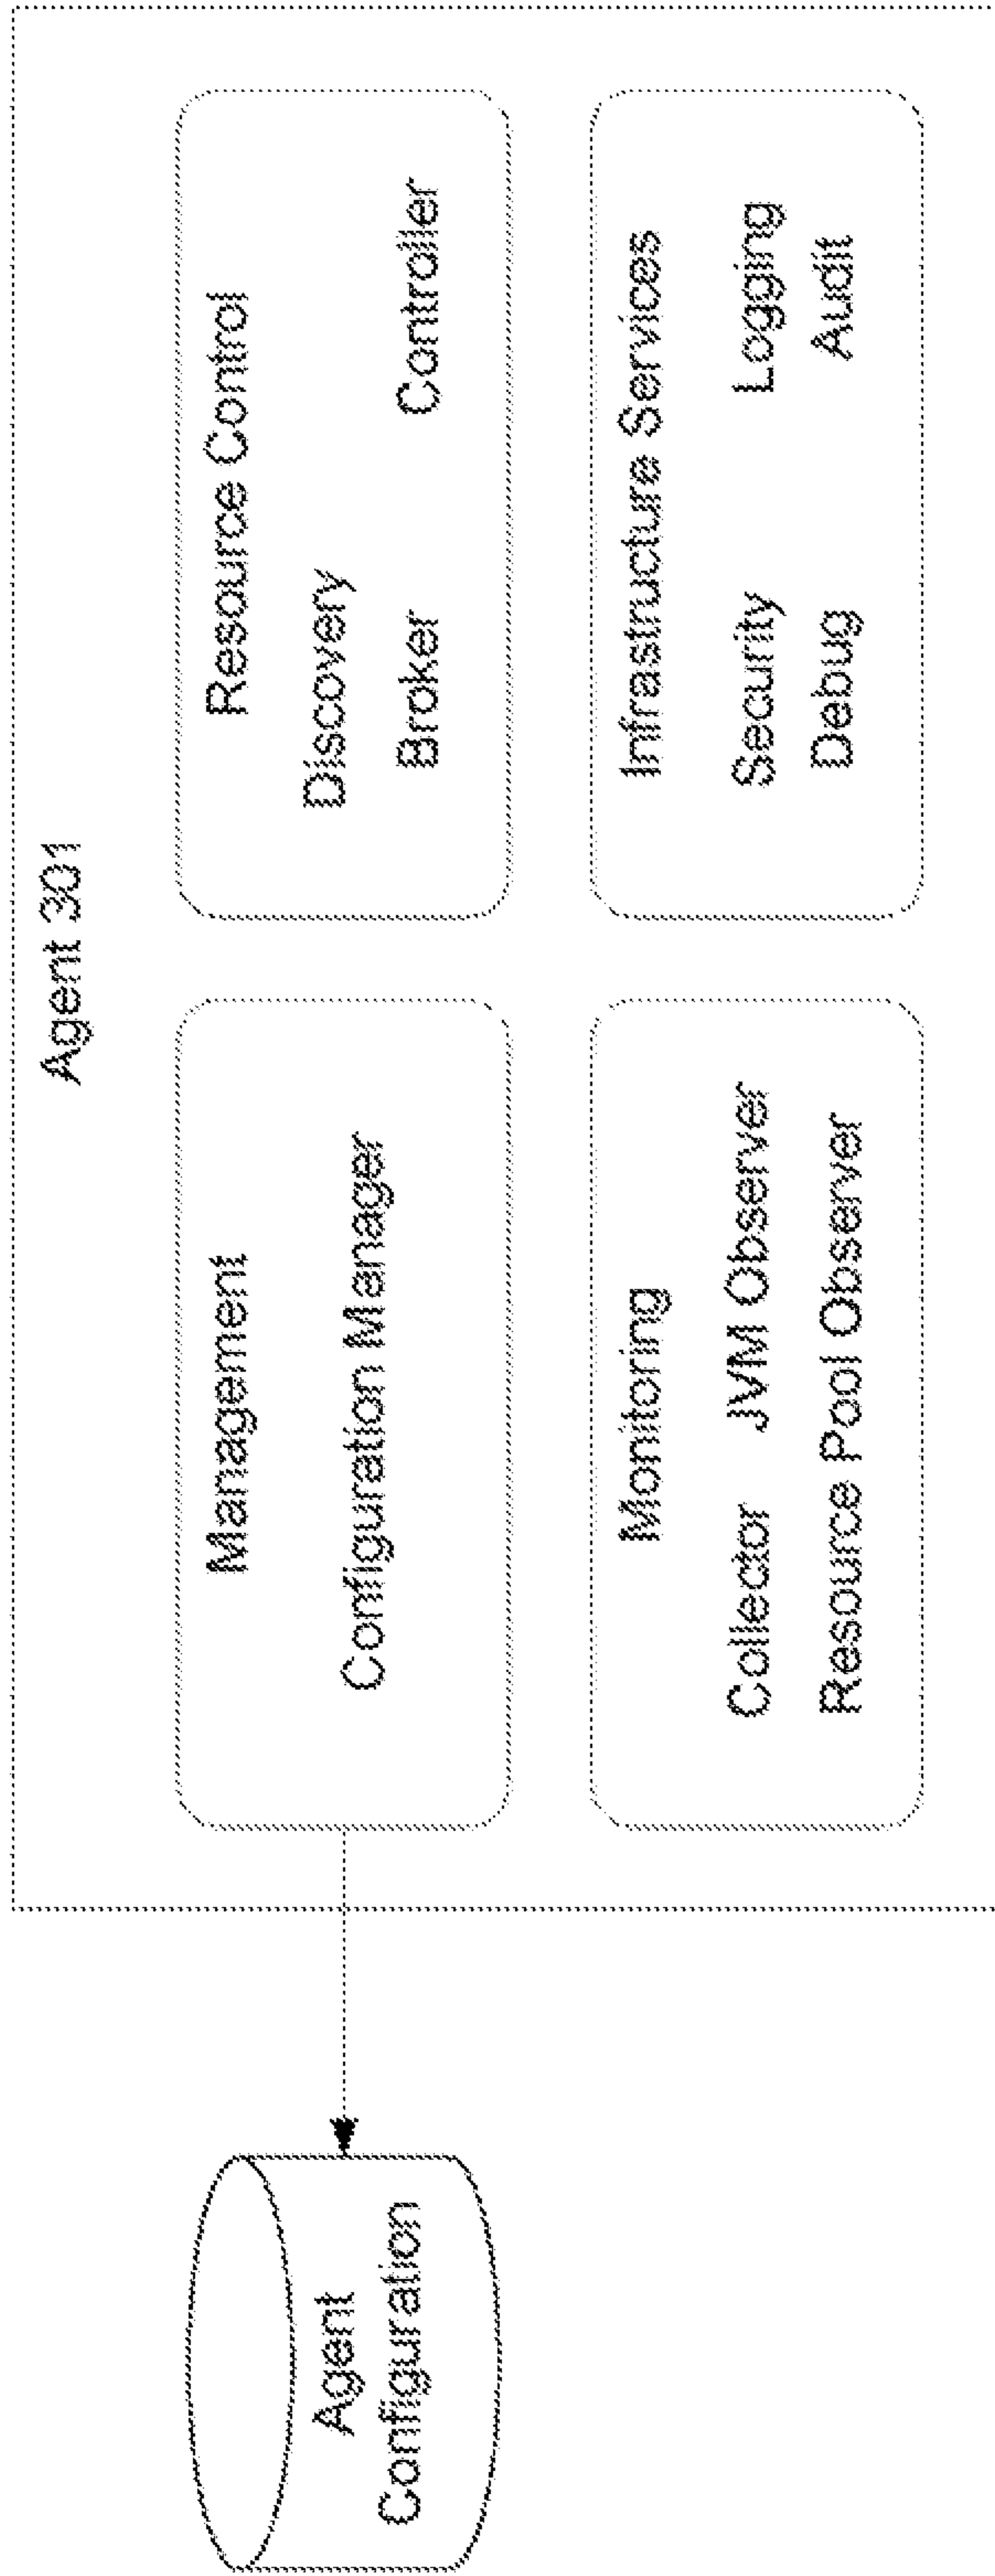 Agent 301
Agent
Configuration
Management
Configuration Manager
Resource Control
Discovery
Broker Controller
Monitoring
Collector JVM Observer
Resource Pool Observer
Infrastructure Services
Security Logging
Debug Audit